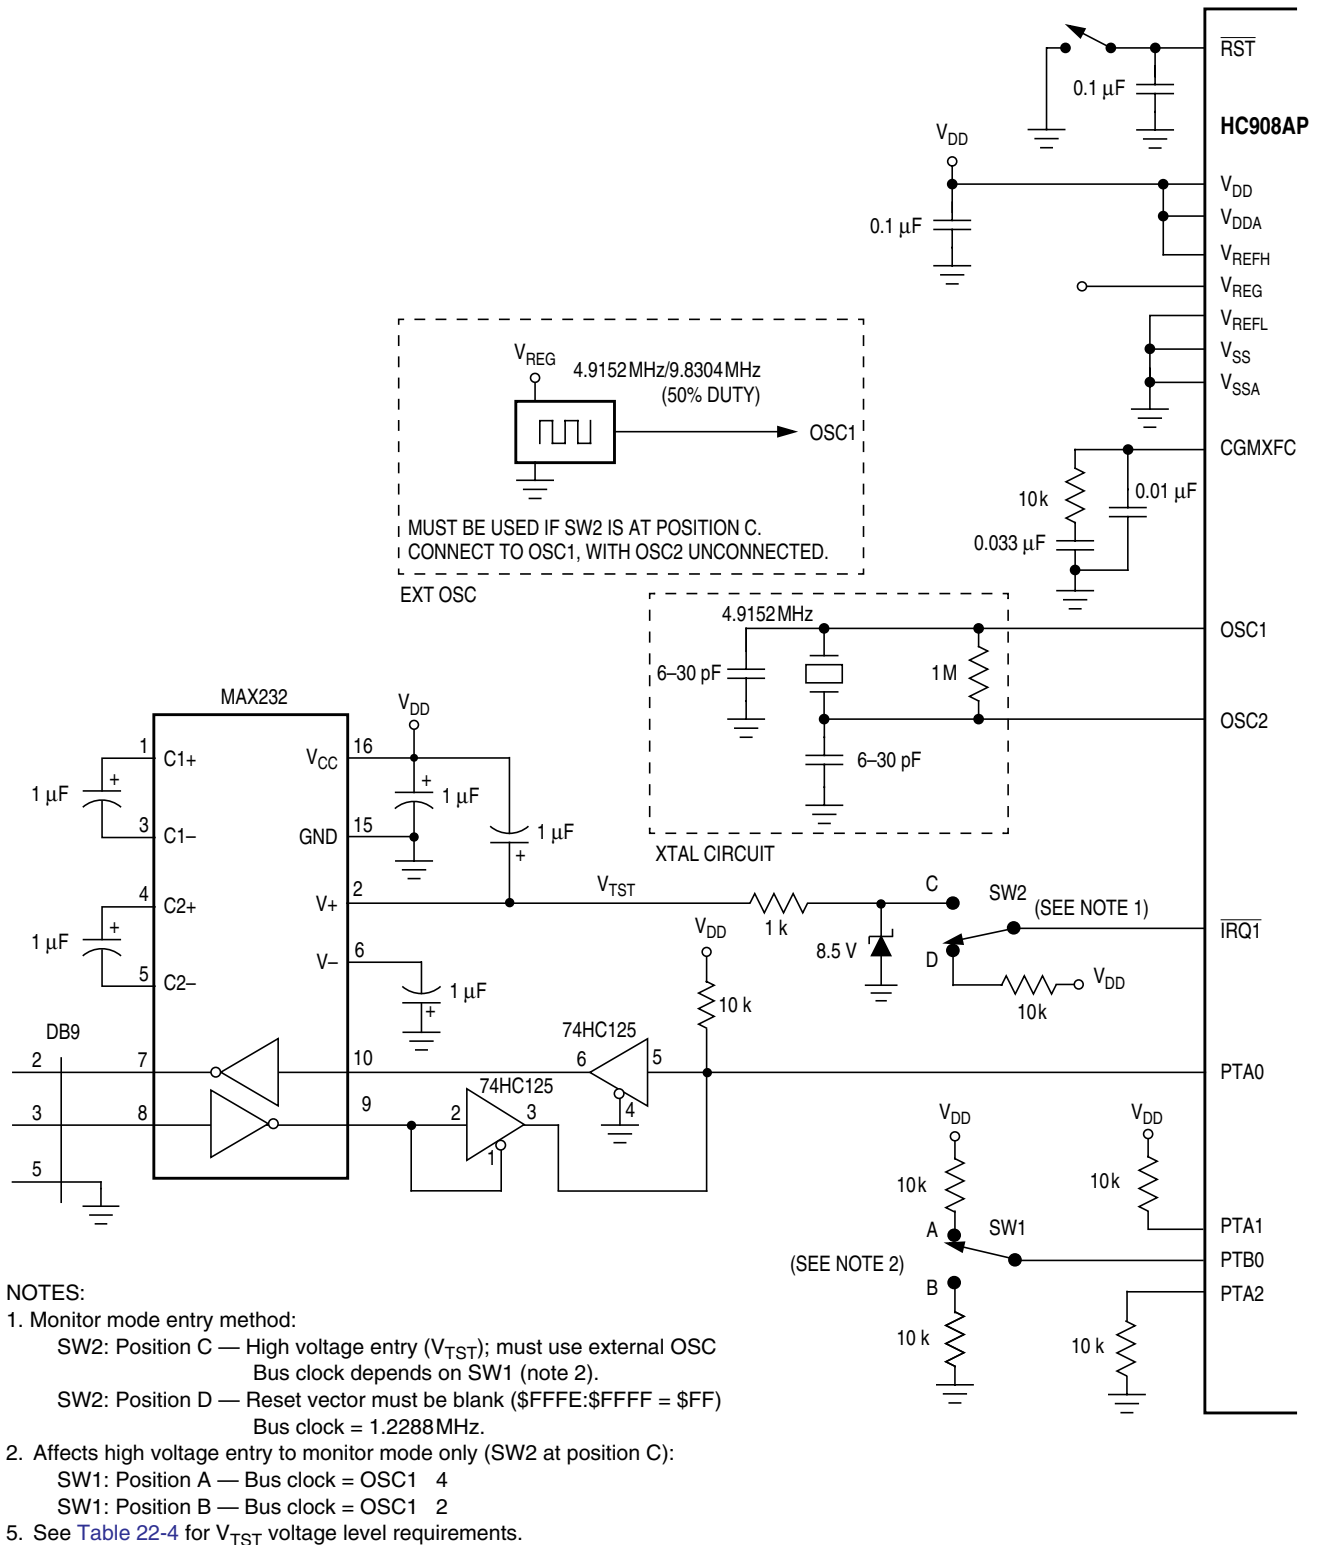 RST
0.1 µF
HC908AP
VDD
VDD
0.1 µF
VDDA
VREFH
VREG
VREFL
VSS
VSSA
VREG
4.9152 MHz/9.8304 MHz
(50% DUTY)
OSC1
MUST BE USED IF SW2 IS AT POSITION C.
CONNECT TO OSC1, WITH OSC2 UNCONNECTED.
EXT OSC
CGMXFC
10k
0.01 µF
0.033 µF
4.9152 MHz
OSC1
6–30 pF
1 M
OSC2
6–30 pF
XTAL CIRCUIT
MAX232
VDD
1
C1+
VCC
16
1 µF
+
+
1 µF
3
C1–
GND
15
1 µF
+
4
C2+
V+
2
VTST
1 k
C
SW2
(SEE NOTE 1)
IRQ1
1 µF
+
8.5 V
D
VDD
10k
5
C2–
V–
6
1 µF
+
VDD
10 k
DB9
74HC125
2
7
10
6
5
PTA0
4
74HC125
3
8
9
2
3
1
5
VDD
VDD
10k
10k
A
SW1
PTA1
(SEE NOTE 2)
PTB0
B
PTA2
10 k
10 k
NOTES:
1. Monitor mode entry method:
SW2: Position C — High voltage entry (VTST); must use external OSC
Bus clock depends on SW1 (note 2).
SW2: Position D — Reset vector must be blank ($FFFE:$FFFF = $FF)
Bus clock = 1.2288 MHz.
2. Affects high voltage entry to monitor mode only (SW2 at position C):
SW1: Position A — Bus clock = OSC1 4
SW1: Position B — Bus clock = OSC1 2
5. See Table 22-4 for VTST voltage level requirements.